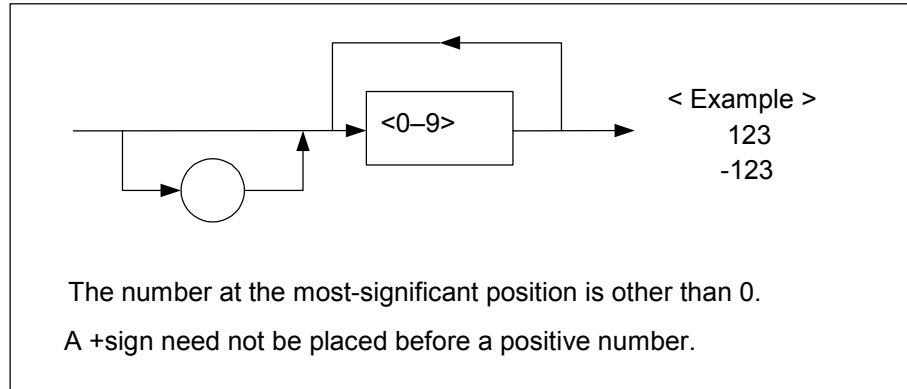 < Example >
<0–9>
123
-123
The number at the most-significant position is other than 0.
A +sign need not be placed before a positive number.